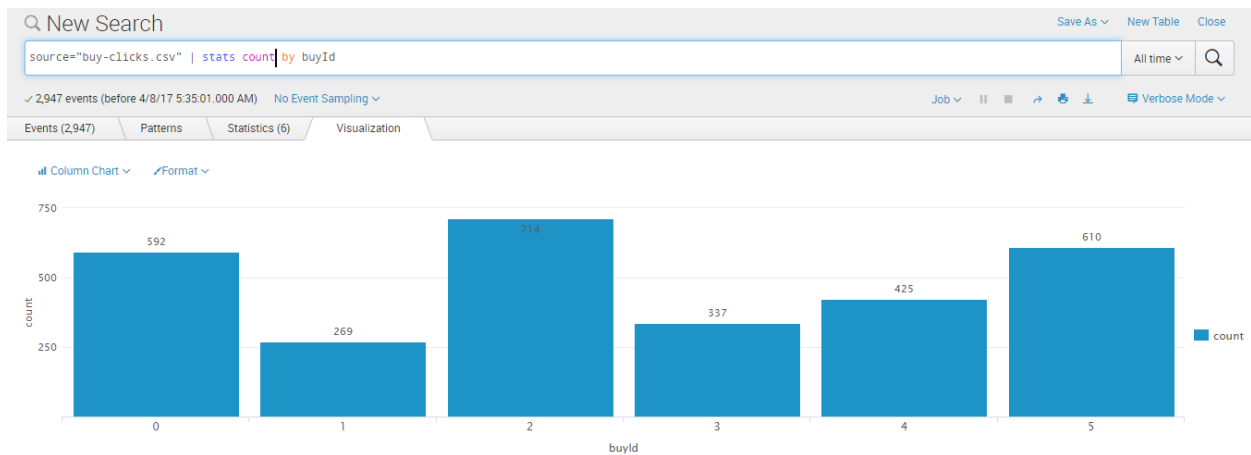 New Search
Save As New Table Close
source="buy-clicks.csv" | stats count by buyId
All time
2,947 events (before 4/8/17 5:35:01.000 AM) No Event Sampling
Job Verbose Mode
Events (2,947) Patterns Statistics (6) Visualization
Column Chart Format
750
714
592
610
500
425
337
269
250
count
count
0 1 2 3 4 5
buyId